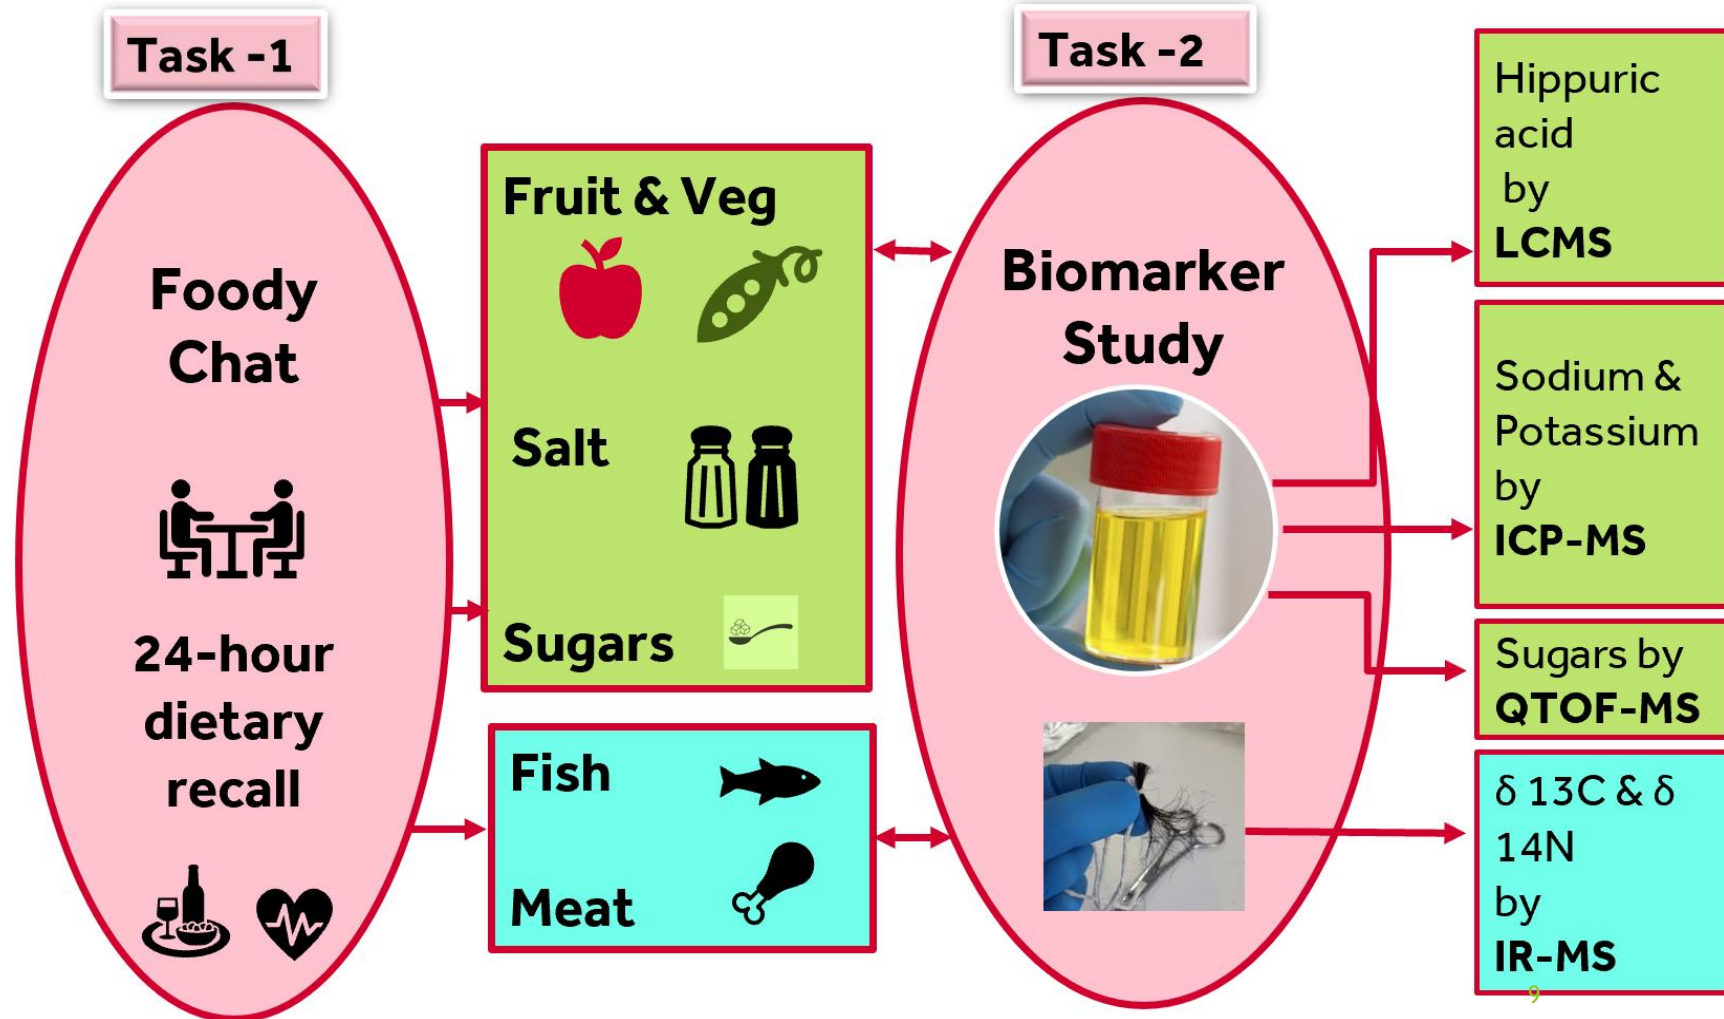 Task -1
Foody
Chat
24-hour
dietary
recall
Fruit & Veg
Salt
Sugars
Fish
Meat
Task -2
Biomarker
Study
Hippuric
acid
by
LCMS
Sodium &
Potassium
by
ICP-MS
Sugars by
QTOF-MS
δ 13C & δ
14N
by
IR-MS
9